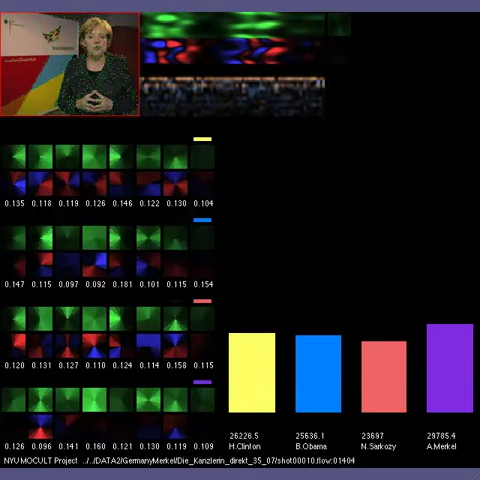 0.135 0.118 0.119 0.126 0.146 0.122 0.130 0.104
0.147 0.115 0.097 0.092 0.181 0.101 0.115 0.154
0.120 0.131 0.127 0.110 0.124 0.114 0.158 0.115
0.126 0.096 0.141 0.160 0.121 0.130 0.119 0.109
26226.5 25636.1 23697 29785.4
H.Clinton B.Obama N.Sarkozy A.Merkel
NYU MOCULT Project ../../DATA2/GermanyMerkel/Die_Kanzlerin_direkt_35_07/shot00010.flow:01404